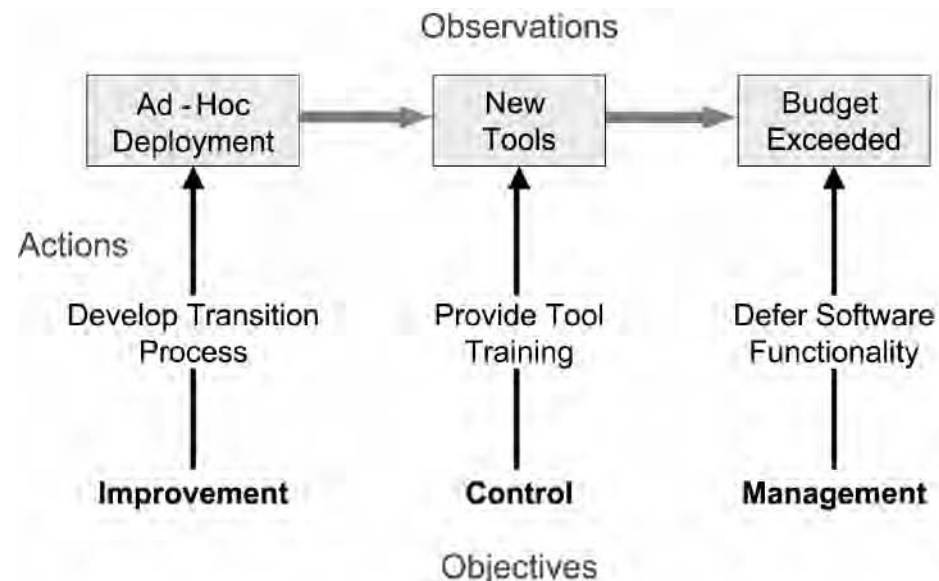 Observations
Ad - Hoc
Deployment
New
Tools
Budget
Exceeded
Actions
Develop Transition
Process
Provide Tool
Training
Defer Software
Functionality
Improvement
Control
Management
Objectives